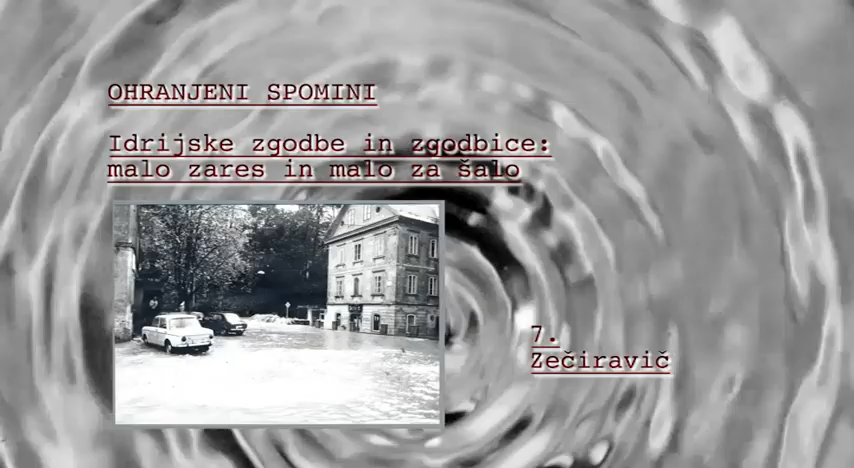 OHRANJENI SPOMINI
Idrijske zgodbe in zgodbice:
malo zares in malo za šalo
7.
Zečiravič